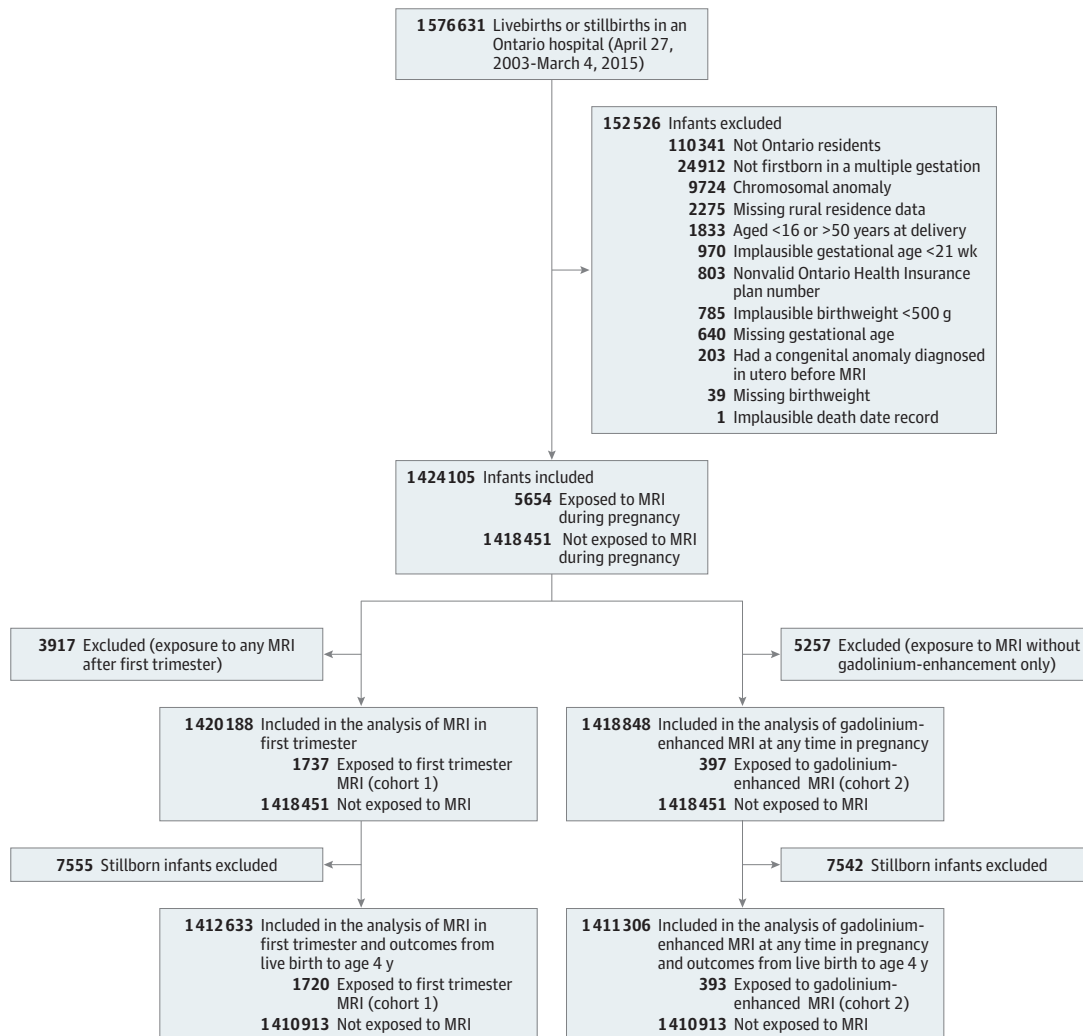 1576631 Livebirths or stillbirths in an
Ontario hospital (April 27,
2003-March 4, 2015)
152526 Infants excluded
110341 Not Ontario residents
24912 Not firstborn in a multiple gestation
9724 Chromosomal anomaly
2275 Missing rural residence data
1833 Aged <16 or >50 years at delivery
970 Implausible gestational age <21 wk
803 Nonvalid Ontario Health Insurance
plan number
785 Implausible birthweight <500 g
640 Missing gestational age
203 Had a congenital anomaly diagnosed
in utero before MRI
39 Missing birthweight
1 Implausible death date record
1424105 Infants included
5654 Exposed to MRI
during pregnancy
1418451 Not exposed to MRI
during pregnancy
3917 Excluded (exposure to any MRI
after first trimester)
5257 Excluded (exposure to MRI without
gadolinium-enhancement only)
1420188 Included in the analysis of MRI in
first trimester
1737 Exposed to first trimester
MRI (cohort 1)
1418451 Not exposed to MRI
1418848 Included in the analysis of gadolinium-
enhanced MRI at any time in pregnancy
397 Exposed to gadolinium-
enhanced MRI (cohort 2)
1418451 Not exposed to MRI
7555 Stillborn infants excluded
7542 Stillborn infants excluded
1412633 Included in the analysis of MRI in
first trimester and outcomes from
live birth to age 4 y
1720 Exposed to first trimester
MRI (cohort 1)
1410913 Not exposed to MRI
1411306 Included in the analysis of gadolinium-
enhanced MRI at any time in pregnancy
and outcomes from live birth to age 4 y
393 Exposed to gadolinium-
enhanced MRI (cohort 2)
1410913 Not exposed to MRI